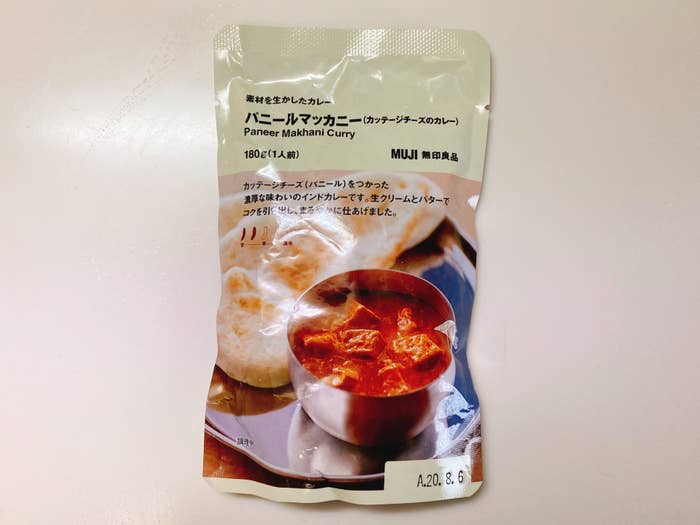 素材を生かしたカレー
パニールマッカニー(カッテージチーズのカレー)
Paneer Makhani Curry
180g(1人前)
MUJI 無印良品
カッテージチーズ(パニール)をつかった
濃厚な味わいのインドカレーです。生クリームとバターで
コクを引き出し、まろやかに仕あげました。
調理例
A.20. 8. 6